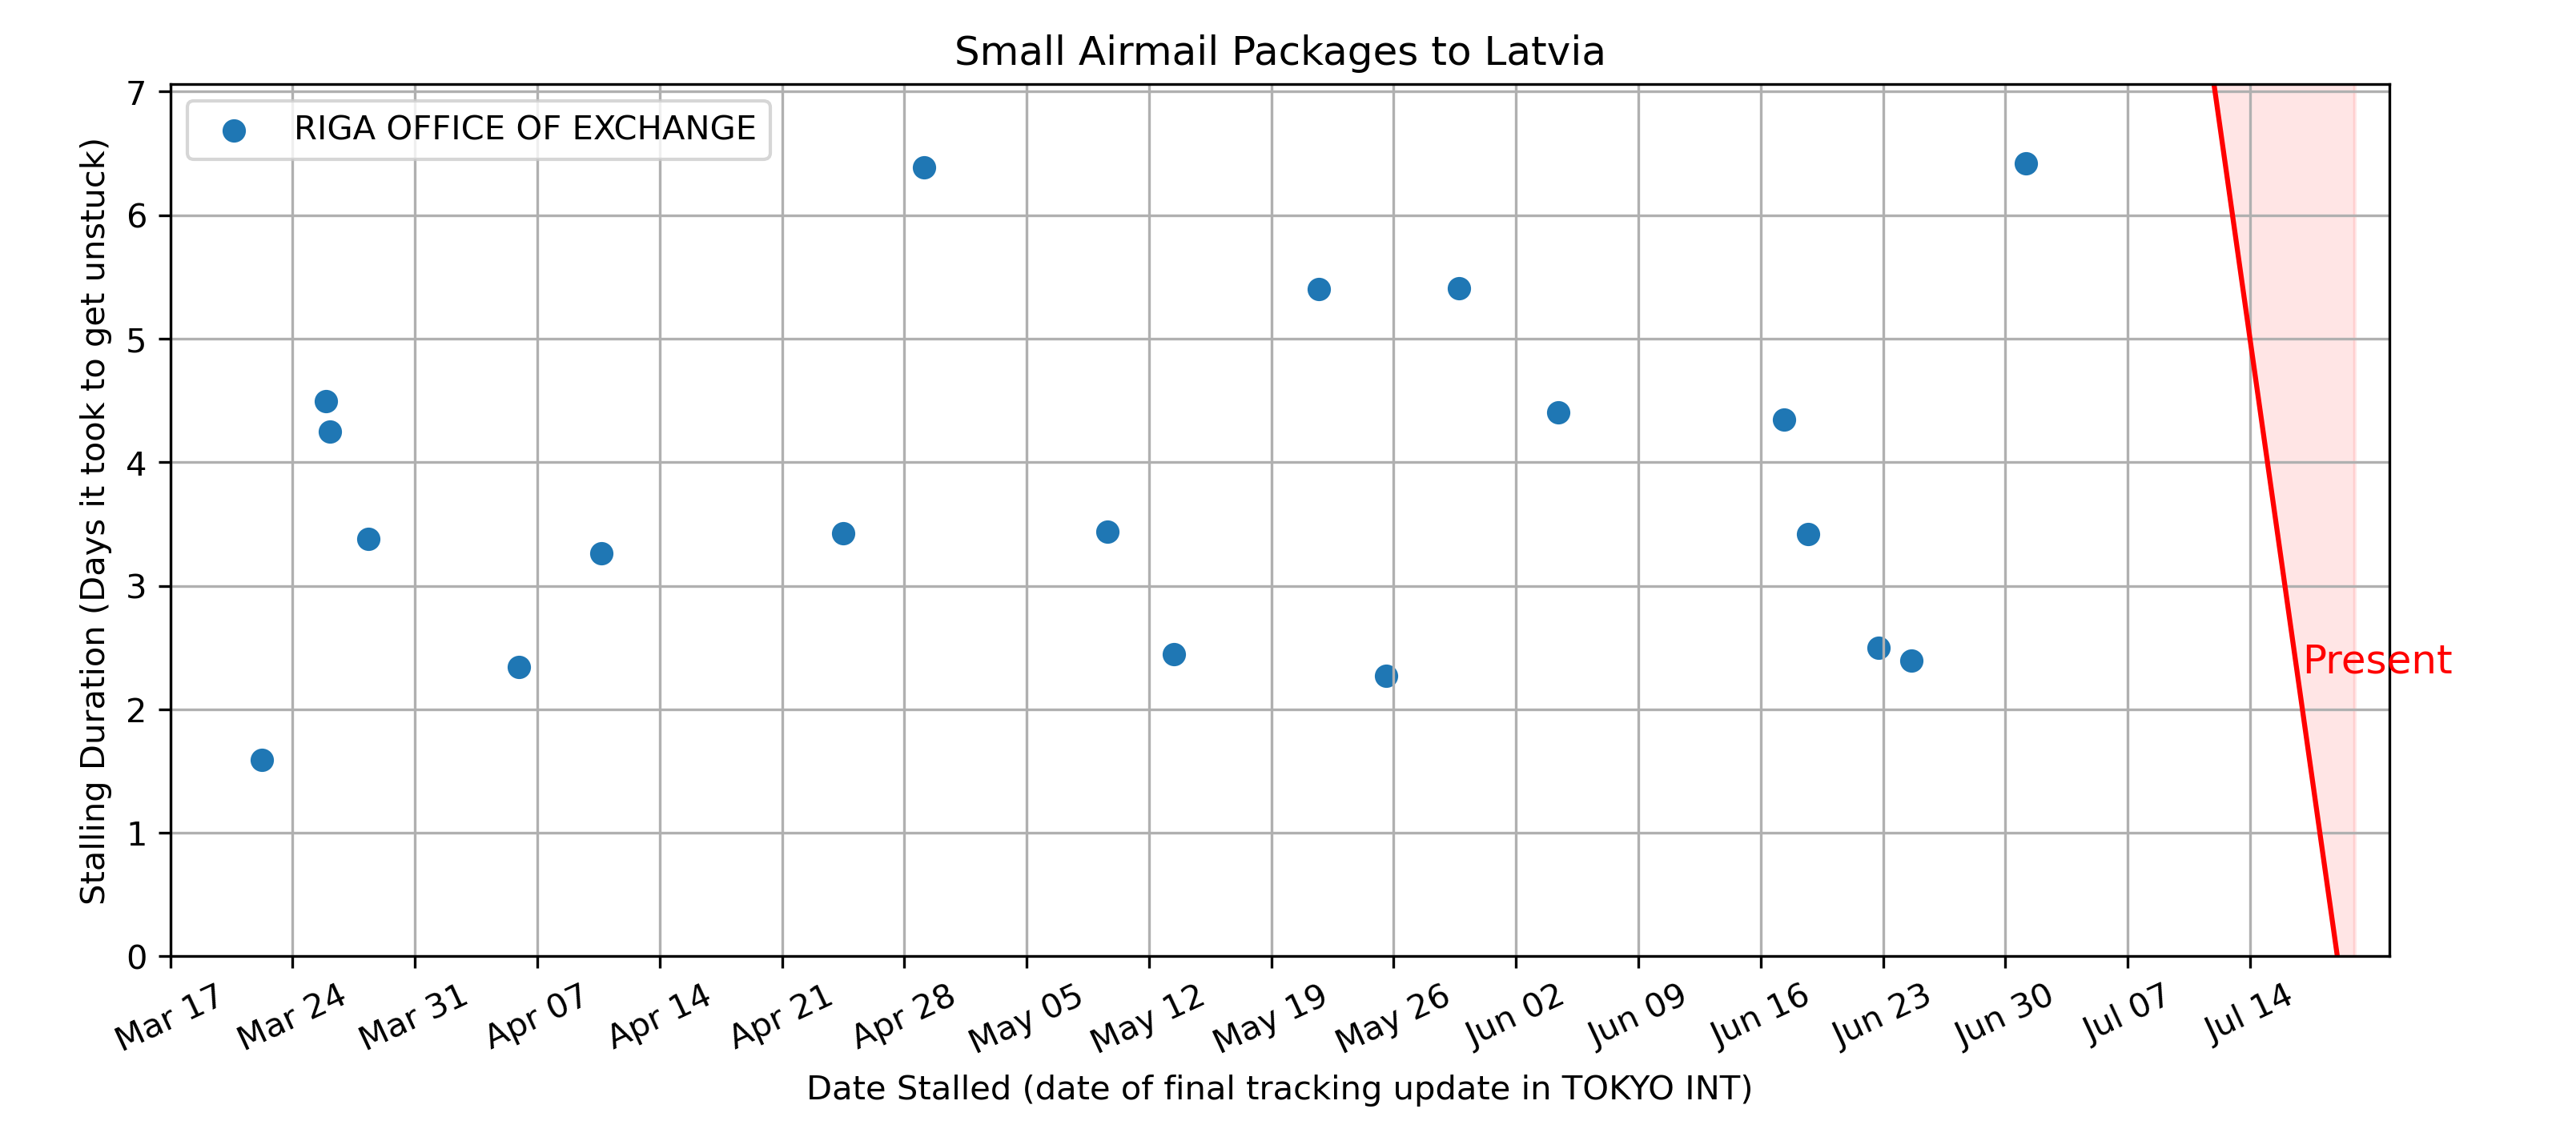 Small Airmail Packages to Latvia
RIGA OFFICE OF EXCHANGE
Stalling Duration (Days it took to get unstuck)
7
6
5
4
3
2
1
0
Present
Mar 17 Mar 24 Mar 31 Apr 07 Apr 14 Apr 21 Apr 28 May 05 May 12 May 19 May 26 Jun 02 Jun 09 Jun 16 Jun 23 Jun 30 Jul 07 Jul 14
Date Stalled (date of final tracking update in TOKYO INT)